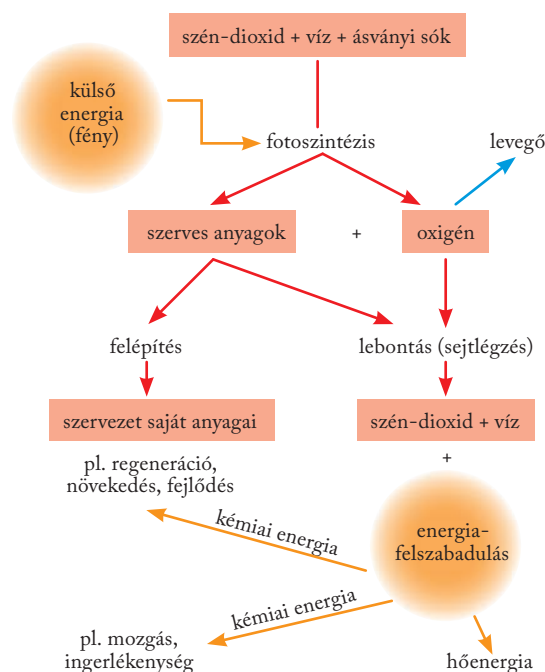 szén-dioxid + víz + ásványi sók
külső
energia
(fény)
fotoszintézis
levegő
szerves anyagok
+
oxigén
felépítés
lebontás (sejtlégzés)
szervezet saját anyagai
szén-dioxid + víz
pl. regeneráció,
növekedés, fejlődés
+
kémiai energia
energia-
felszabadulás
kémiai energia
pl. mozgás,
ingerlékenység
hőenergia